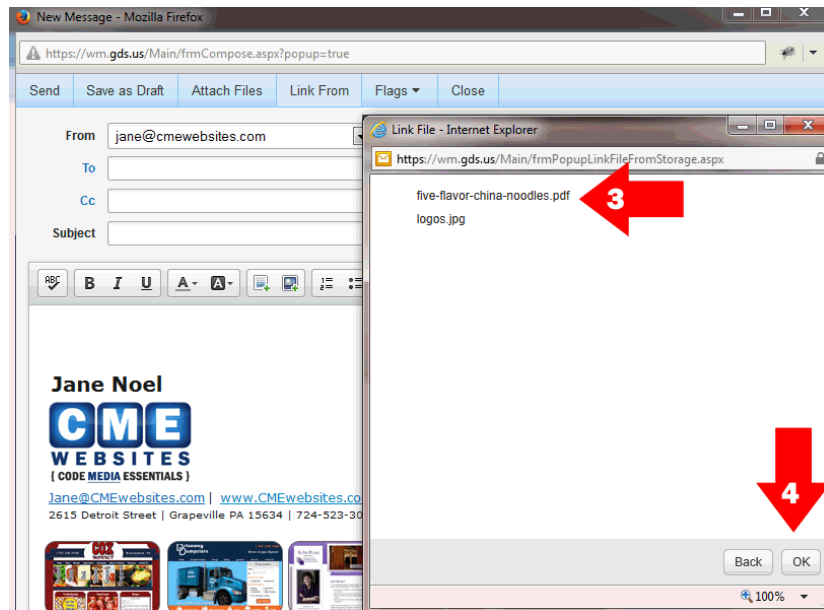 New Message - Mozilla Firefox
https://wm.gds.us/Main/frmCompose.aspx?popup=true
Send Save as Draft Attach Files Link From Flags Close
From jane@cmewebsites.com
To
Cc
Subject
ABC B I U A A
Link File - Internet Explorer
https://wm.gds.us/Main/frmPopupLinkFileFromStorage.aspx
five-flavor-china-noodles.pdf
3
logos.jpg
4
Back OK
100%
Jane Noel
CME
WEBSITES
{ CODE MEDIA ESSENTIALS }
Jane@CMEwebsites.com | www.CMEwebsites.co
2615 Detroit Street | Grapeville PA 15634 | 724-523-30